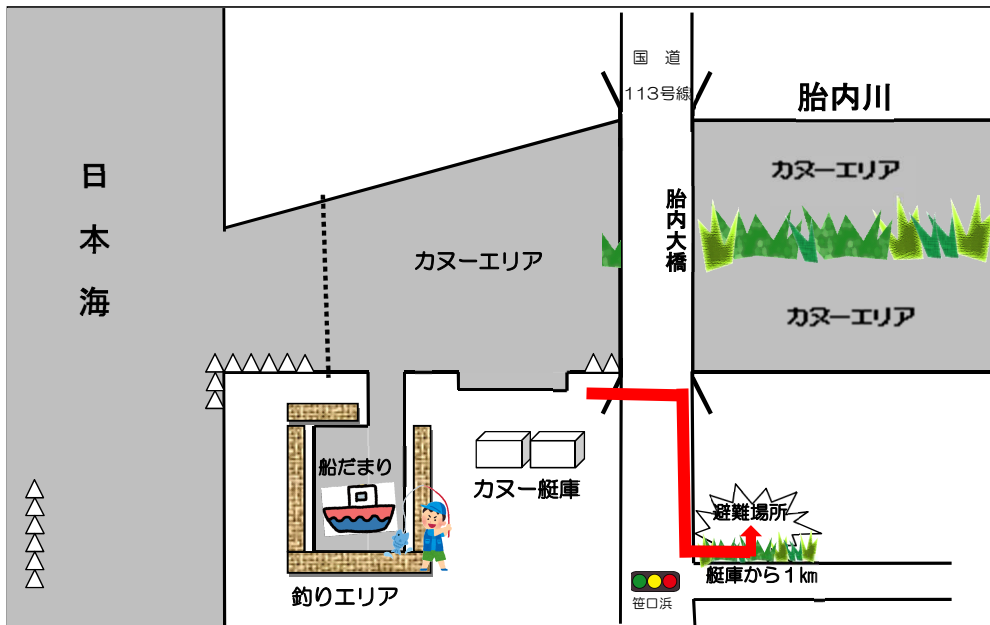 国 道
113号線
胎内川
カヌーエリア
日本海
胎内大橋
カヌーエリア
カヌーエリア
船だまり
カヌー艇庫
避難場所
艇庫から1km
釣りエリア
笹口浜